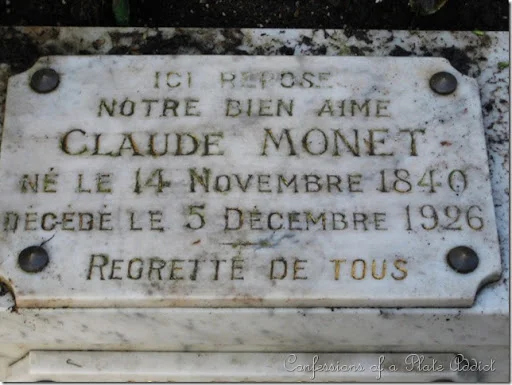 ICI REPOSE
NOTRE BIEN AIME
CLAUDE MONET
NÉ LE 14 NOVEMBRE 1840
DÉCÉDÉ LE 5 DÉCEMBRE 1926
REGRETTÉ DE TOUS
Confessions of a Plate Addict